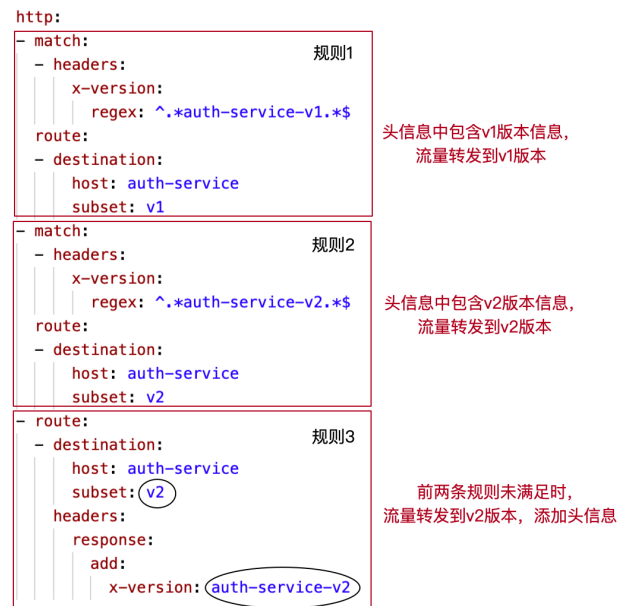 http:
- match:
规则1
- headers:
x-version:
regex: ^.*auth-service-v1.*$
头信息中包含v1版本信息，
流量转发到v1版本
route:
- destination:
host: auth-service
subset: v1
- match:
规则2
- headers:
x-version:
regex: ^.*auth-service-v2.*$
头信息中包含v2版本信息，
流量转发到v2版本
route:
- destination:
host: auth-service
subset: v2
- route:
规则3
- destination:
host: auth-service
subset: v2
前两条规则未满足时，
流量转发到v2版本，添加头信息
headers:
response:
add:
x-version: auth-service-v2